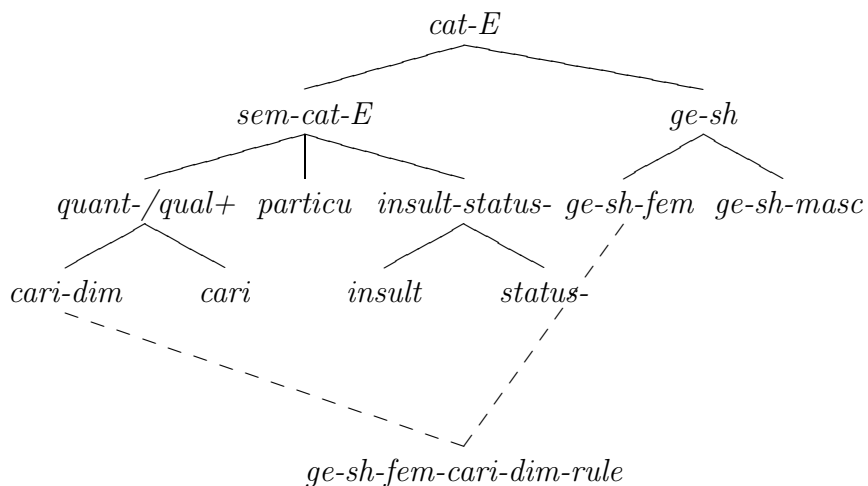 cat-E
sem-cat-E ge-sh
quant-/qual+ particu insult-status- ge-sh-fem ge-sh-masc
cari-dim cari insult status-
ge-sh-fem-cari-dim-rule